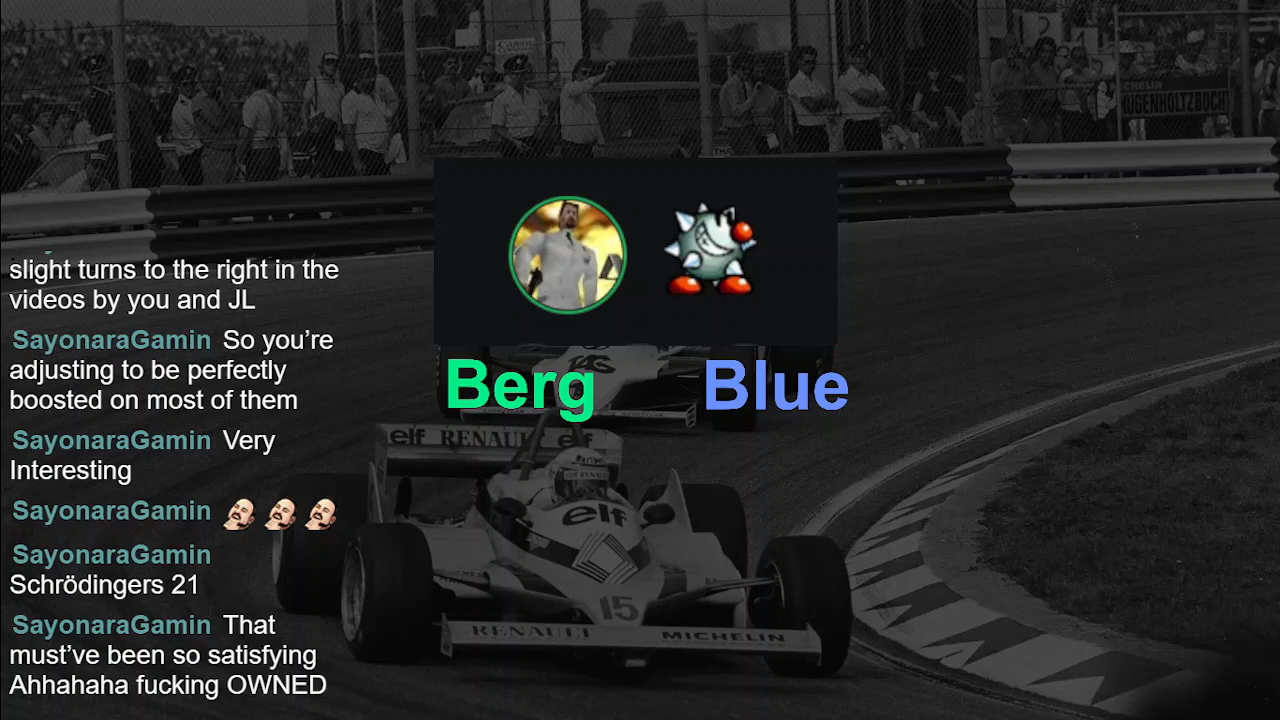 Canon
slight turns to the right in the
videos by you and JL
SayonaraGamin So you’re
adjusting to be perfectly
boosted on most of them
SayonaraGamin Very
Interesting
SayonaraGamin
SayonaraGamin
Schrödingers 21
SayonaraGamin That
must’ve been so satisfying
Ahhahaha fucking OWNED
Berg Blue
TAG
elf RENAULT elf
elf
15
RENAULT MICHELIN